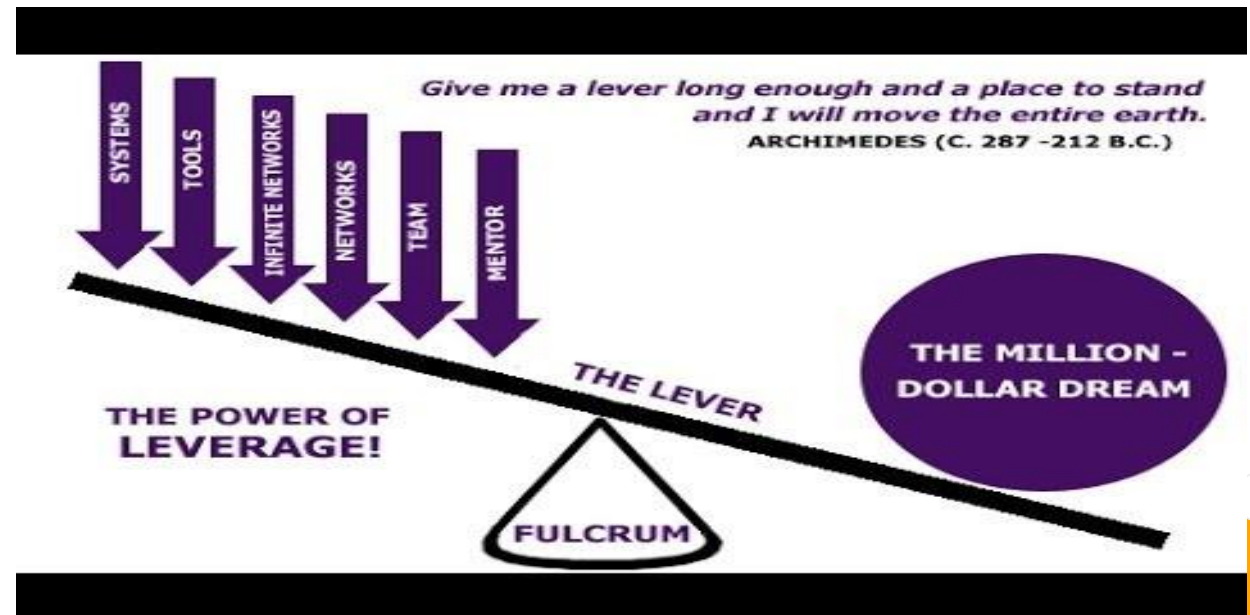 Give me a lever long enough and a place to stand
and I will move the entire earth.
ARCHIMEDES (C. 287 -212 B.C.)
SYSTEMS
TOOLS
INFINITE NETWORKS
NETWORKS
TEAM
MENTOR
THE LEVER
THE MILLION -
DOLLAR DREAM
THE POWER OF
LEVERAGE!
FULCRUM